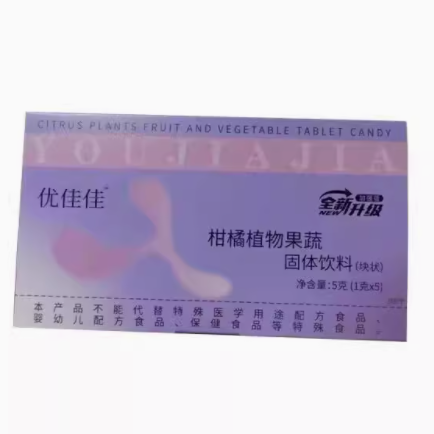 CITRUS PLANTS FRUIT AND VEGETABLE TABLET CANDY
YOUJIAJIA
优佳佳
全新升级
NEW
柑橘植物果蔬
固体饮料(块状)
净含量:5克(1克x5)
本产品不能代替特殊医学用途配方食品、
婴幼儿配方食品、保健食品等特殊食品。